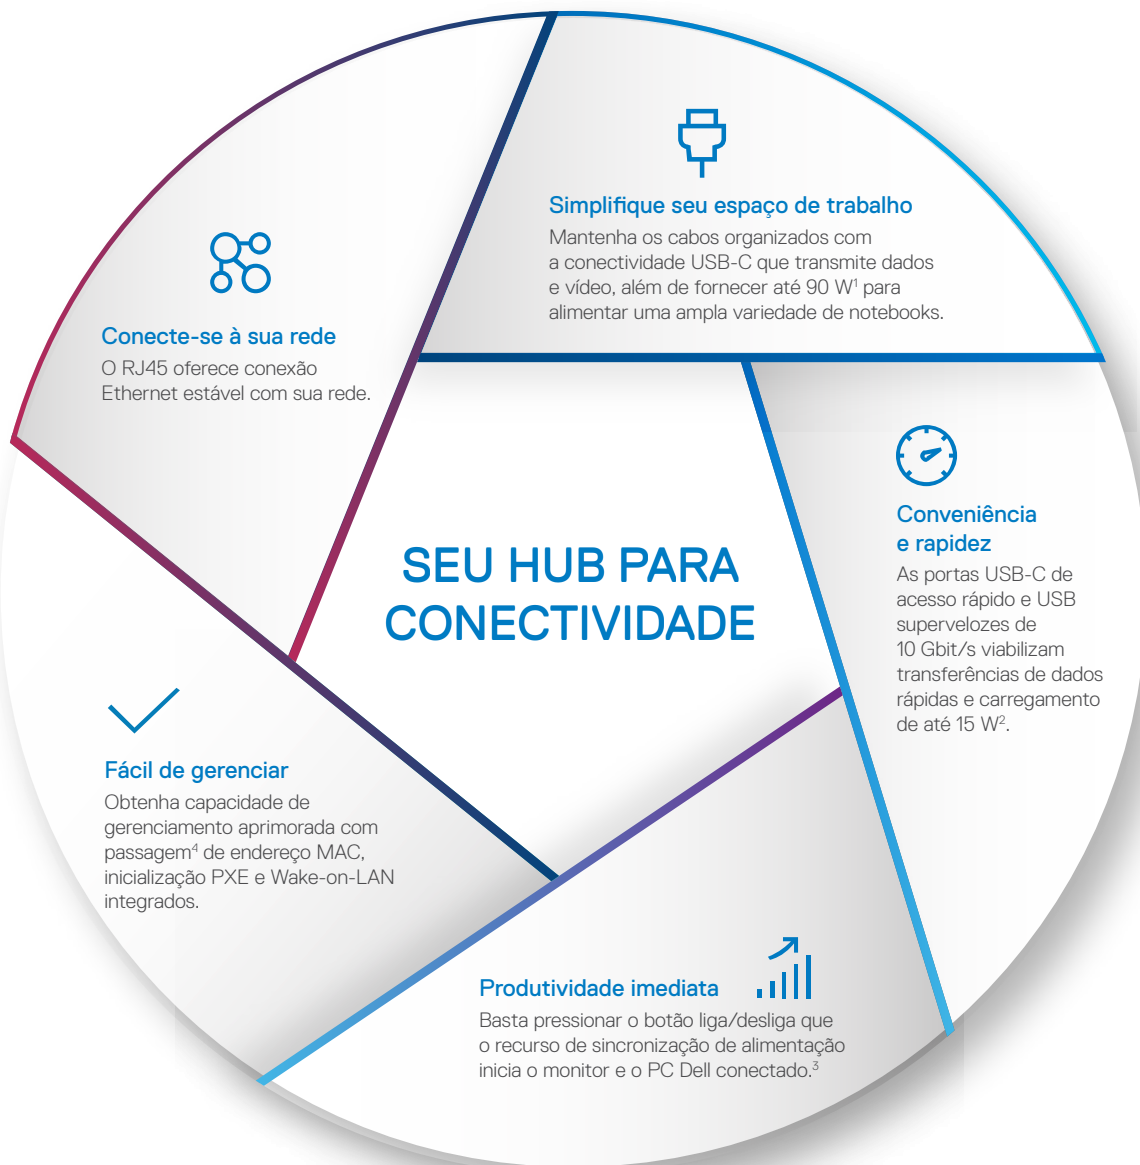 Simplifique seu espaço de trabalho
Mantenha os cabos organizados com
a conectividade USB-C que transmite dados
e vídeo, além de fornecer até 90 W¹ para
alimentar uma ampla variedade de notebooks.
Conecte-se à sua rede
O RJ45 oferece conexão
Ethernet estável com sua rede.
SEU HUB PARA
CONECTIVIDADE
Conveniência
e rapidez
As portas USB-C de
acesso rápido e USB
supervelozes de
10 Gbit/s viabilizam
transferências de dados
rápidas e carregamento
de até 15 W².
Fácil de gerenciar
Obtenha capacidade de
gerenciamento aprimorada com
passagem⁴ de endereço MAC,
inicialização PXE e Wake-on-LAN
integrados.
Produtividade imediata
Basta pressionar o botão liga/desliga que
o recurso de sincronização de alimentação
inicia o monitor e o PC Dell conectado.³